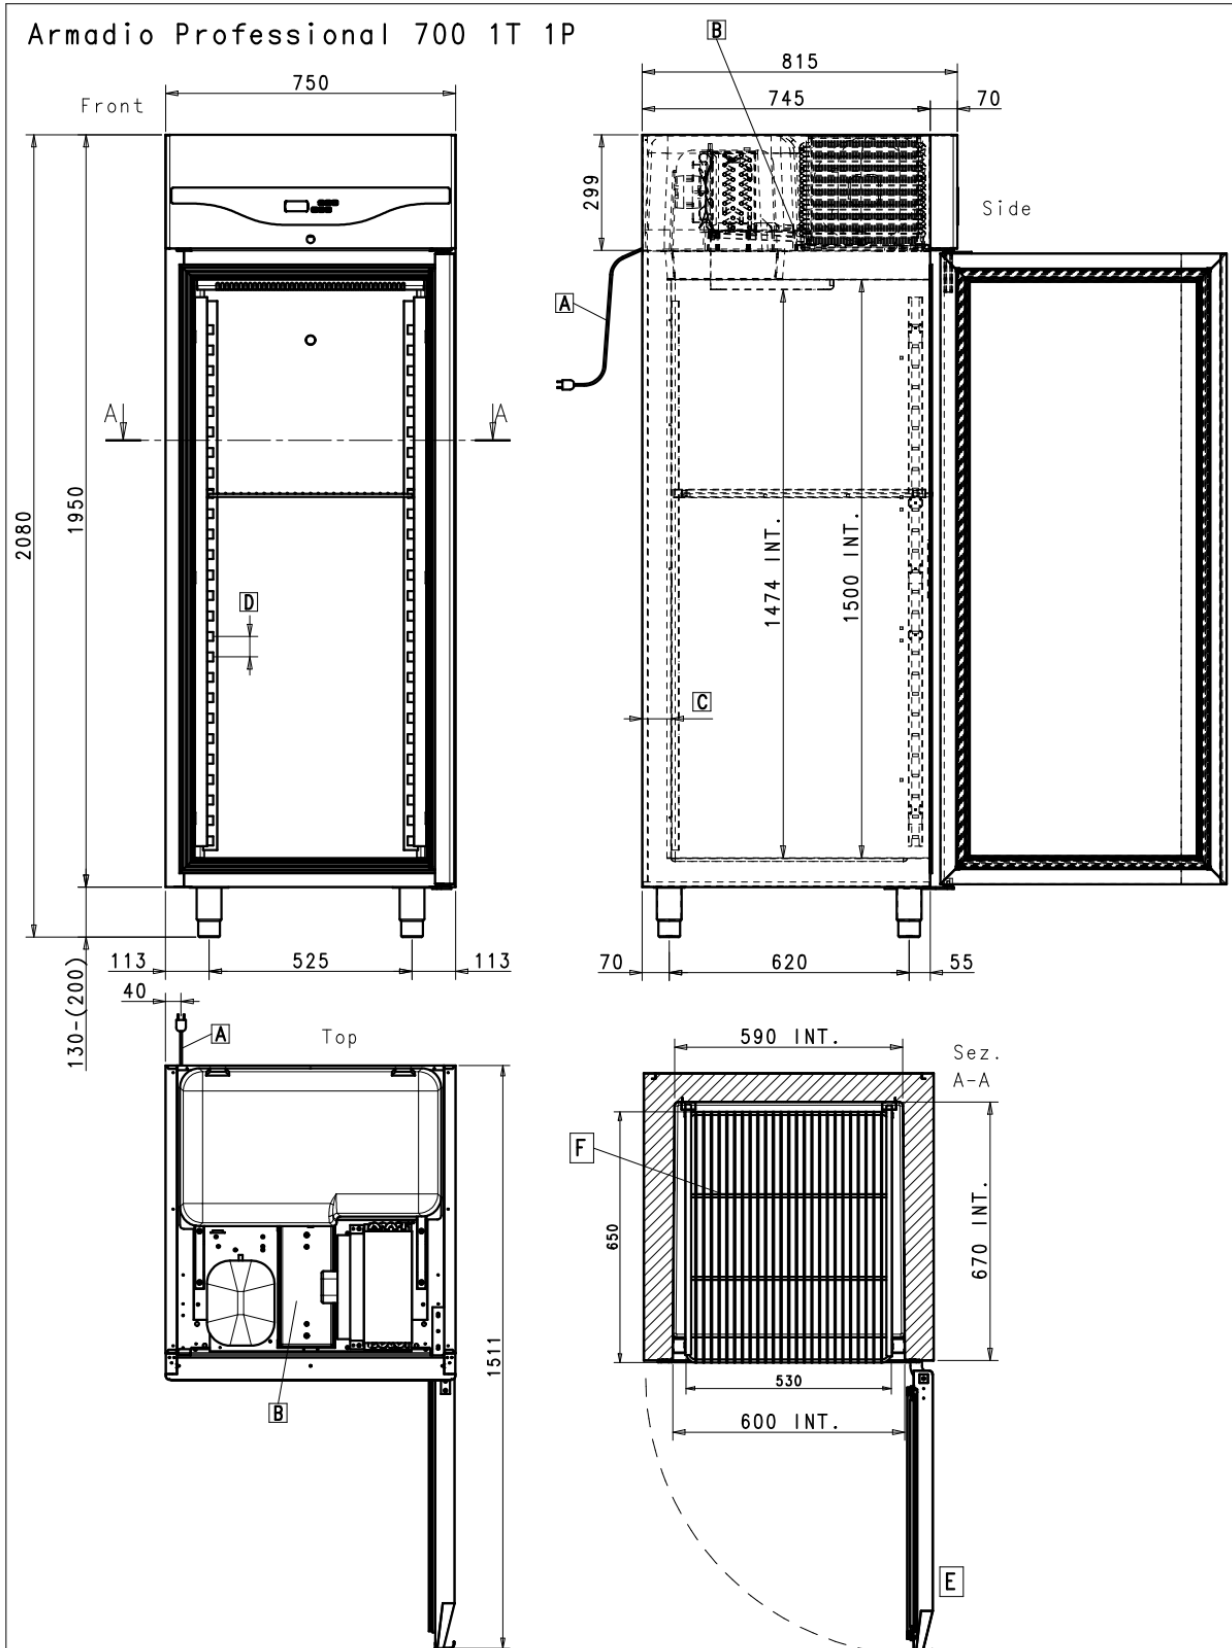 Armadio Professional 700 1T 1P
B
815
750
745
70
Front
299
Side
A
A
A
2080
1950
1474 INT.
1500 INT.
D
C
113
525
113
70
620
55
130-(200)
40
A
Top
590 INT.
Sez.
A-A
F
650
670 INT.
1511
530
B
600 INT.
E